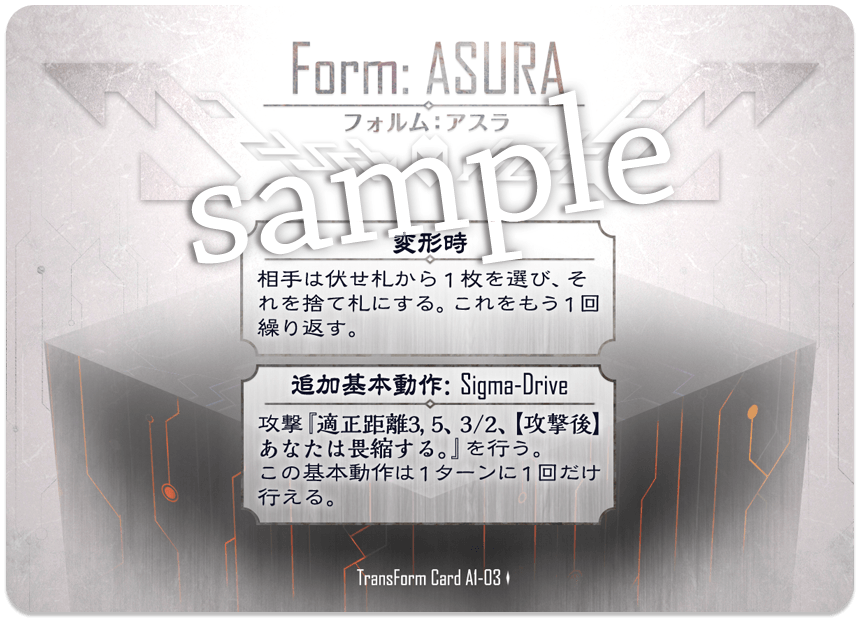 Form: ASURA
フォルム：アスラ
sample
変形時
相手は伏せ札から１枚を選び、そ
れを捨て札にする。これをもう１回
繰り返す。
追加基本動作: Sigma-Drive
攻撃『適正距離3, 5、3/2、【攻撃後】
あなたは畏縮する。』を行う。
この基本動作は１ターンに１回だけ
行える。
TransForm Card A1-03